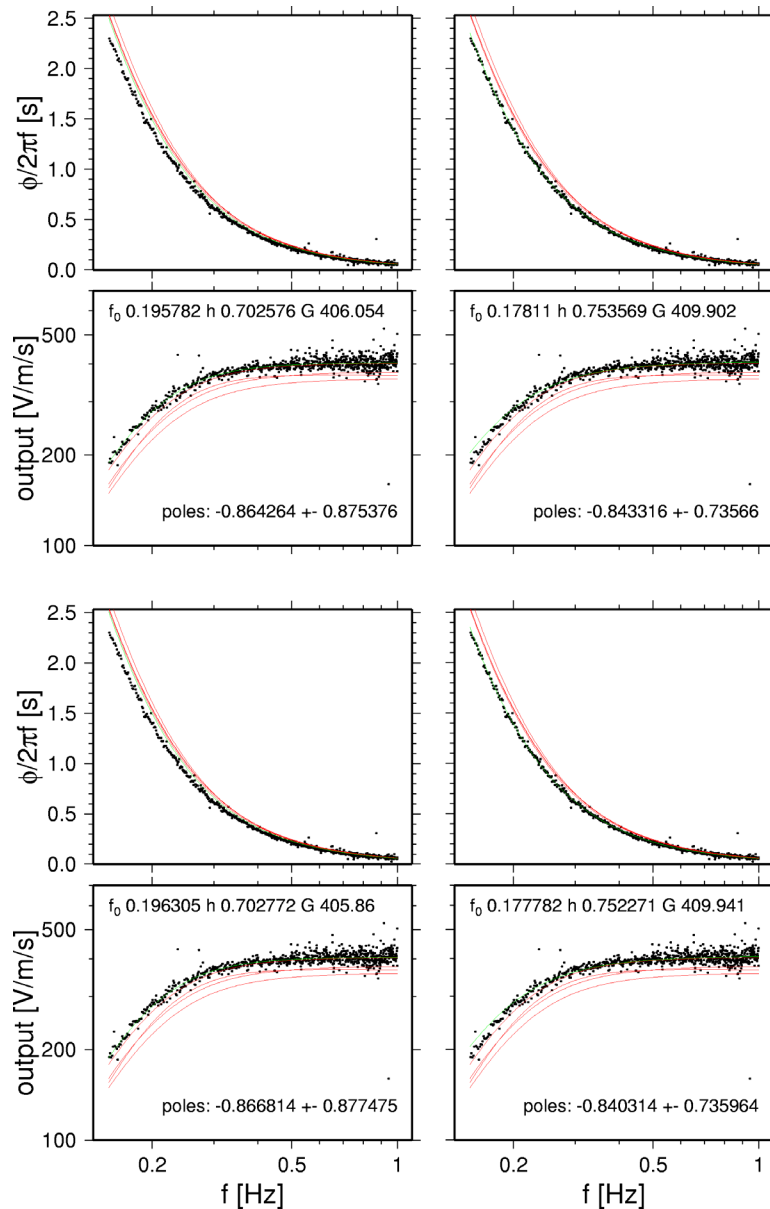 2.5
2.0
1.5
1.0
0.5
0.0
ϕ/2πf [s]
f0 0.195782 h 0.702576 G 406.054
f0 0.17811 h 0.753569 G 409.902
500
200
100
output [V/m/s]
poles: -0.864264 +- 0.875376
poles: -0.843316 +- 0.73566
2.5
2.0
1.5
1.0
0.5
0.0
ϕ/2πf [s]
f0 0.196305 h 0.702772 G 405.86
f0 0.177782 h 0.752271 G 409.941
500
200
100
output [V/m/s]
poles: -0.866814 +- 0.877475
poles: -0.840314 +- 0.735964
0.2 0.5 1
0.2 0.5 1
f [Hz]
f [Hz]